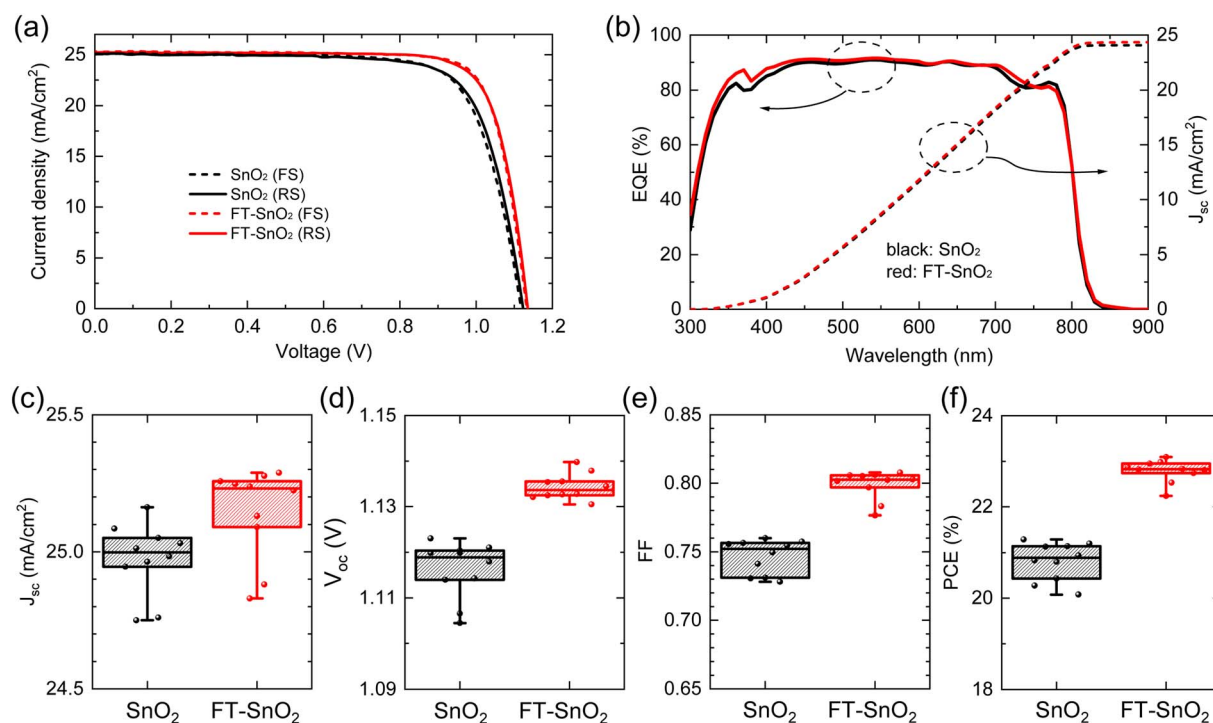 (a)
Current density (mA/cm²)
30
25
20
15
10
5
0
SnO₂ (FS)
SnO₂ (RS)
FT-SnO₂ (FS)
FT-SnO₂ (RS)
0.0 0.2 0.4 0.6 0.8 1.0 1.2
Voltage (V)
(b)
EQE (%)
100
80
60
40
20
0
black: SnO₂
red: FT-SnO₂
25
20
15
10
5
0
Jsc (mA/cm²)
300 400 500 600 700 800 900
Wavelength (nm)
(c)
Jsc (mA/cm²)
25.5
25.0
24.5
SnO₂ FT-SnO₂
(d)
Voc (V)
1.15
1.13
1.11
1.09
SnO₂ FT-SnO₂
(e)
FF
0.85
0.80
0.75
0.70
0.65
SnO₂ FT-SnO₂
(f)
PCE (%)
24
22
20
18
SnO₂ FT-SnO₂